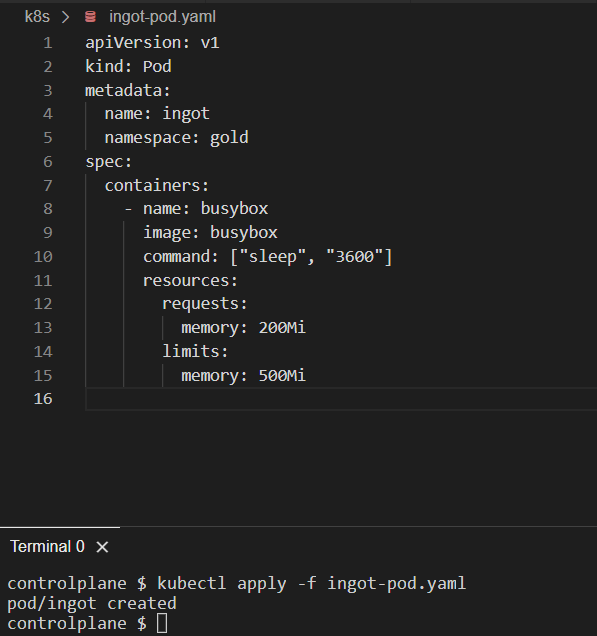 k8s > ingot-pod.yaml
1 apiVersion: v1
2 kind: Pod
3 metadata:
4   name: ingot
5   namespace: gold
6 spec:
7   containers:
8     - name: busybox
9       image: busybox
10       command: ["sleep", "3600"]
11       resources:
12         requests:
13           memory: 200Mi
14         limits:
15           memory: 500Mi
16
Terminal 0 ×
controlplane $ kubectl apply -f ingot-pod.yaml
pod/ingot created
controlplane $